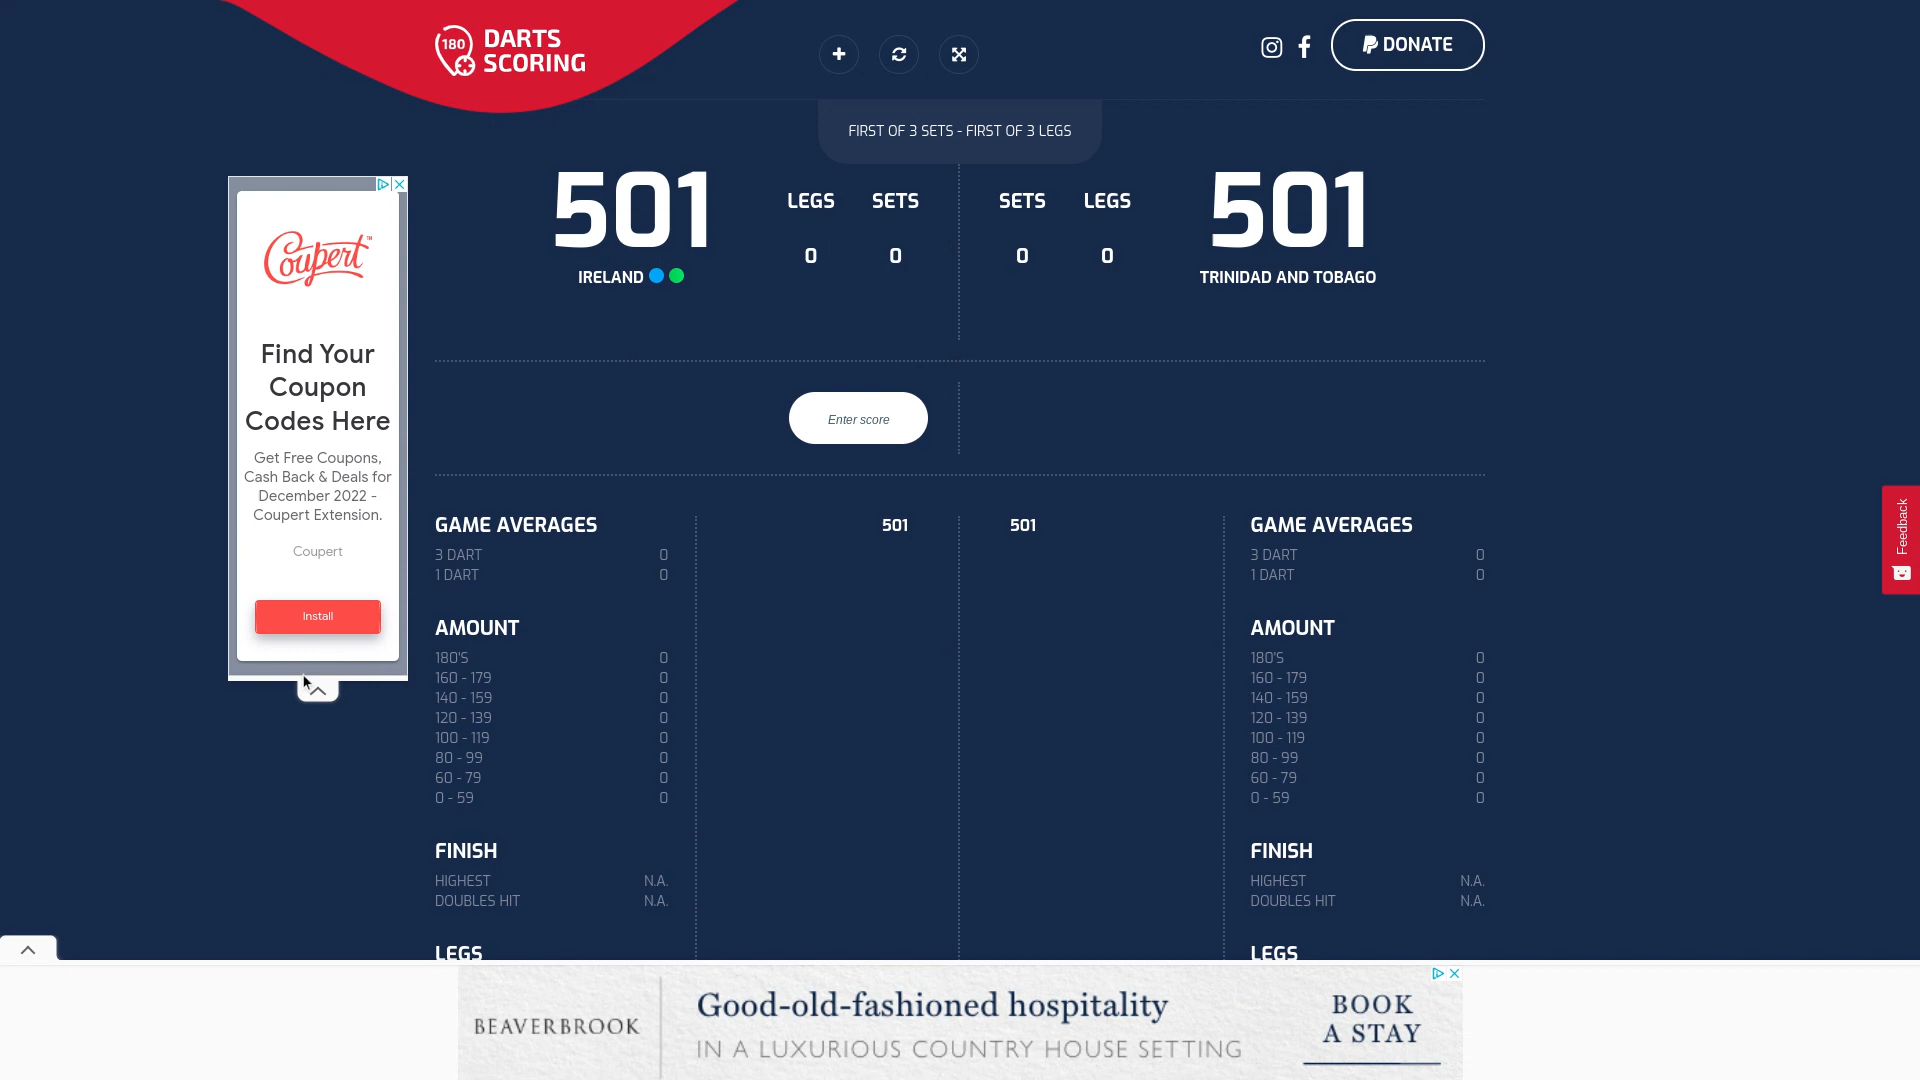 180
DARTS
SCORING
DONATE
FIRST OF 3 SETS - FIRST OF 3 LEGS
501
LEGS SETS
0 0
IRELAND
SETS LEGS
0 0
501
TRINIDAD AND TOBAGO
Coupert™
Find Your
Coupon
Codes Here
Get Free Coupons,
Cash Back & Deals for
December 2022 -
Coupert Extension.
Coupert
Install
Enter score
GAME AVERAGES
3 DART 0
1 DART 0
AMOUNT
180'S 0
160 - 179 0
140 - 159 0
120 - 139 0
100 - 119 0
80 - 99 0
60 - 79 0
0 - 59 0
FINISH
HIGHEST N.A.
DOUBLES HIT N.A.
LEGS
501 501
GAME AVERAGES
3 DART 0
1 DART 0
AMOUNT
180'S 0
160 - 179 0
140 - 159 0
120 - 139 0
100 - 119 0
80 - 99 0
60 - 79 0
0 - 59 0
FINISH
HIGHEST N.A.
DOUBLES HIT N.A.
LEGS
Feedback
BEAVERBROOK
Good-old-fashioned hospitality
IN A LUXURIOUS COUNTRY HOUSE SETTING
BOOK
A STAY